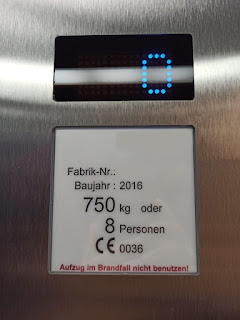 0
Fabrik-Nr.:
Baujahr : 2016
750 kg oder
8 Personen
CE 0036
Aufzug im Brandfall nicht benutzen!